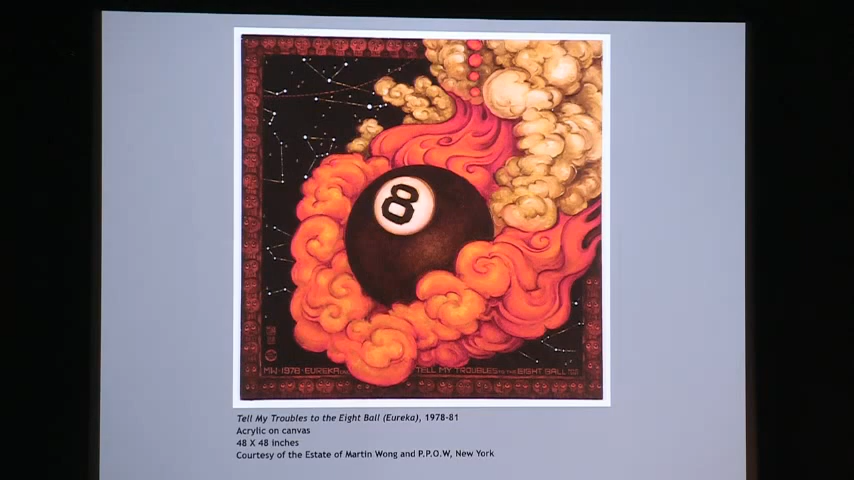 8
MW·1978·EUREKA
TELL MY TROUBLES TO THE EIGHT BALL
Tell My Troubles to the Eight Ball (Eureka), 1978-81
Acrylic on canvas
48 X 48 inches
Courtesy of the Estate of Martin Wong and P.P.O.W, New York